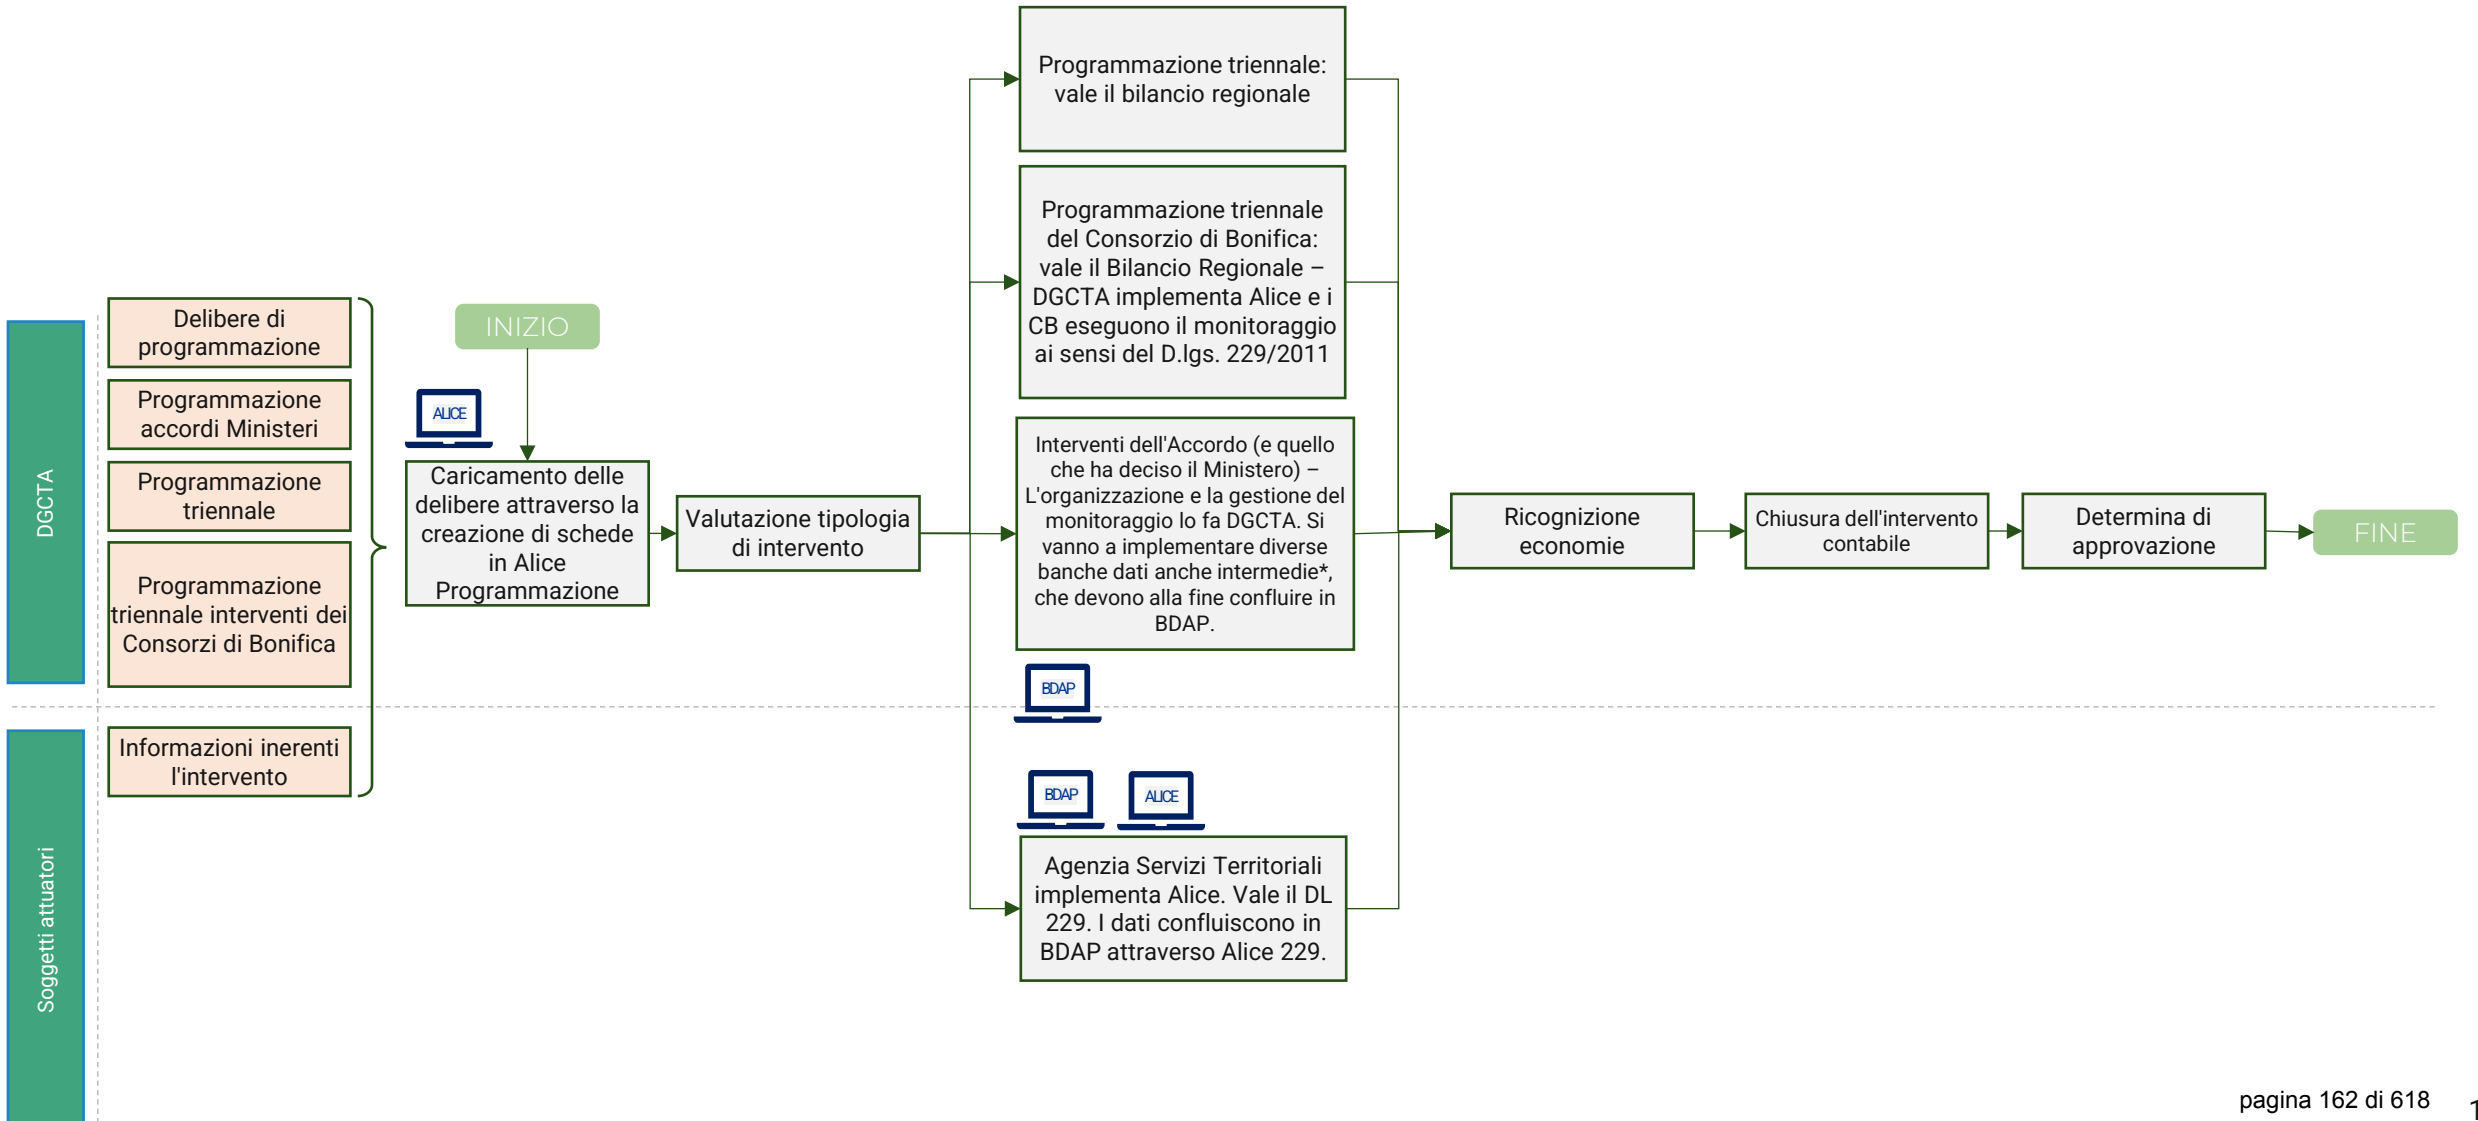 DGCTA
Delibere di
programmazione
Programmazione
accordi Ministeri
Programmazione
triennale
Programmazione
triennale interventi dei
Consorzi di Bonifica
INIZIO
ALICE
Caricamento delle
delibere attraverso la
creazione di schede
in Alice
Programmazione
Valutazione tipologia
di intervento
Programmazione triennale:
vale il bilancio regionale
Programmazione triennale
del Consorzio di Bonifica:
vale il Bilancio Regionale –
DGCTA implementa Alice e i
CB eseguono il monitoraggio
ai sensi del D.lgs. 229/2011
Interventi dell'Accordo (e quello
che ha deciso il Ministero) –
L'organizzazione e la gestione del
monitoraggio lo fa DGCTA. Si
vanno a implementare diverse
banche dati anche intermedie*,
che devono alla fine confluire in
BDAP.
BDAP
Ricognizione
economie
Chiusura dell'intervento
contabile
Determina di
approvazione
FINE
Soggetti attuatori
Informazioni inerenti
l'intervento
BDAP
ALICE
Agenzia Servizi Territoriali
implementa Alice. Vale il DL
229. I dati confluiscono in
BDAP attraverso Alice 229.
pagina 162 di 618
1